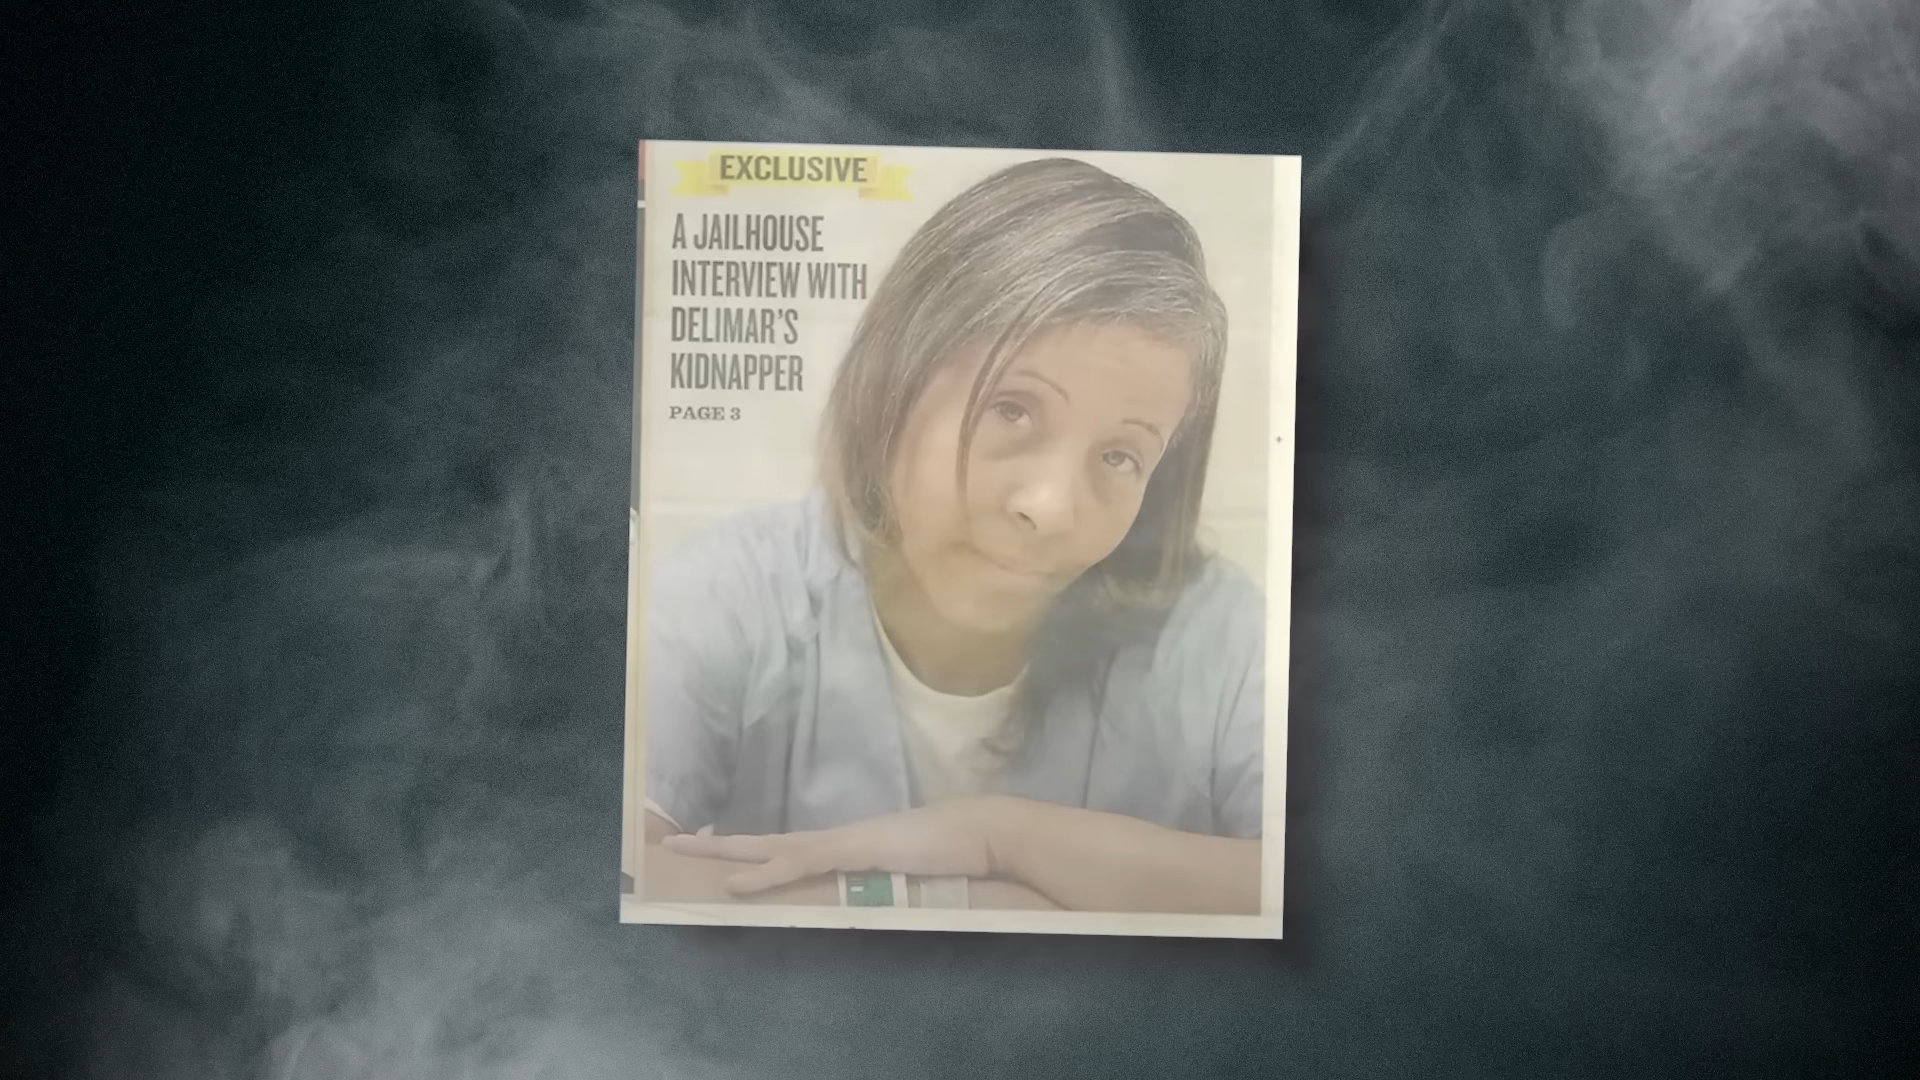 EXCLUSIVE
A JAILHOUSE
INTERVIEW WITH
DELIMAR'S
KIDNAPPER
PAGE 3